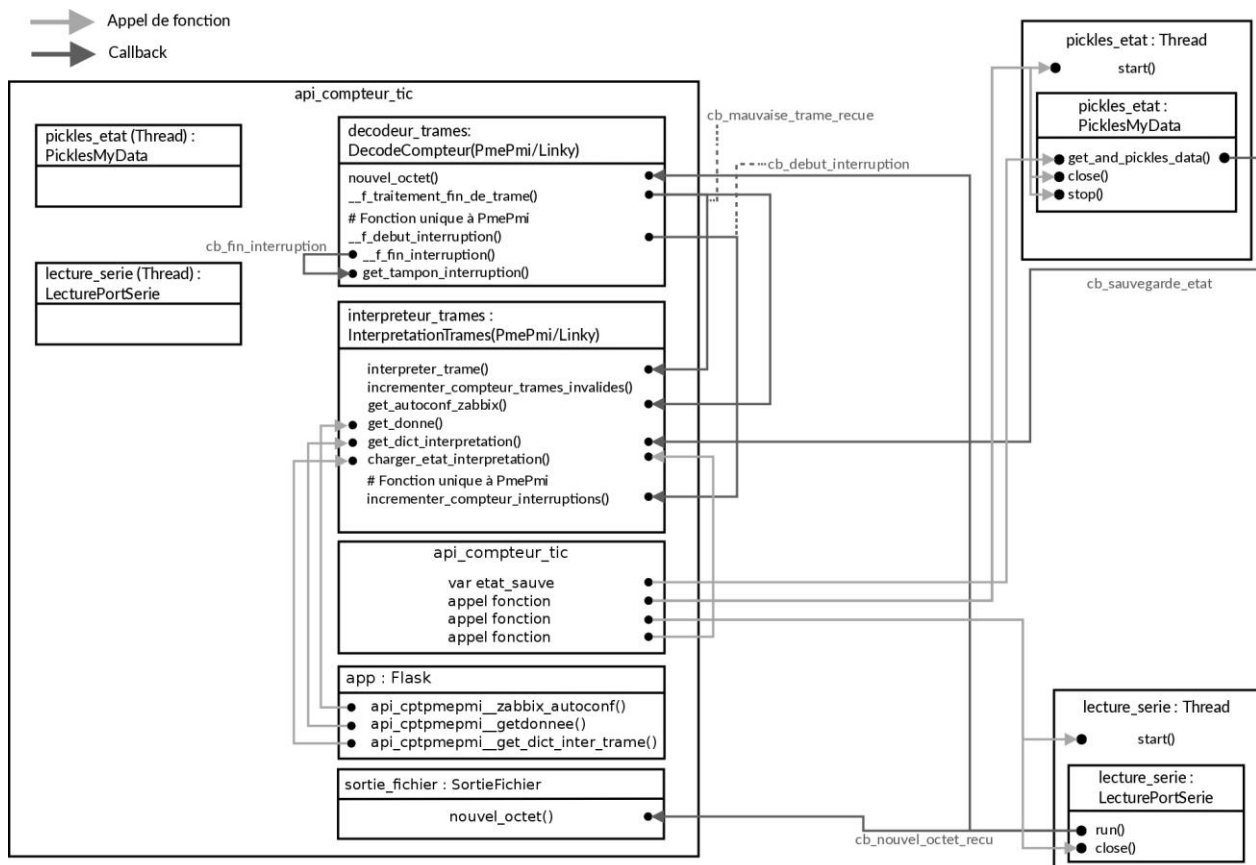 Appel de fonction
Callback
api_compteur_tic
pickles_etat (Thread) :
PicklesMyData
lecture_serie (Thread) :
LecturePortSerie
cb_fin_interruption
decodeur_trames:
DecodeCompteur(PmePmi/Linky)
nouvel_octet()
__f_traitement_fin_de_trame()
# Fonction unique à PmePmi
__f_debut_interruption()
__f_fin_interruption()
get_tampon_interruption()
cb_mauvaise_trame_recue
cb_debut_interruption
interpreteur_trames :
InterpretationTrames(PmePmi/Linky)
interpreter_trame()
incrementer_compteur_trames_invalides()
get_autoconf_zabbix()
get_donne()
get_dict_interpretation()
charger_etat_interpretation()
# Fonction unique à PmePmi
incrementer_compteur_interruptions()
api_compteur_tic
var etat_sauve
appel fonction
appel fonction
appel fonction
app : Flask
api_cptpmepmi__zabbix_autoconf()
api_cptpmepmi__getdonnee()
api_cptpmepmi__get_dict_inter_trame()
sortie_fichier : SortieFichier
nouvel_octet()
pickles_etat : Thread
start()
pickles_etat :
PicklesMyData
get_and_pickles_data()
close()
stop()
cb_sauvegarde_etat
lecture_serie : Thread
start()
lecture_serie :
LecturePortSerie
run()
close()
cb_nouvel_octet_recu